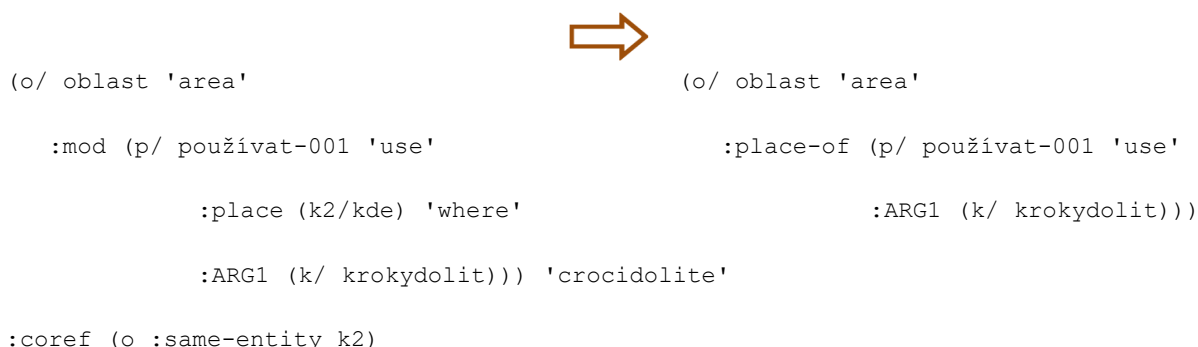 (o/ oblast 'area' (o/ oblast 'area'
:mod (p/ používat-001 'use' :place-of (p/ používat-001 'use'
:place (k2/kde) 'where' :ARG1 (k/ krokydolit)))
:ARG1 (k/ krokydolit))) 'crocidolite'
:coref (o :same-entity k2)